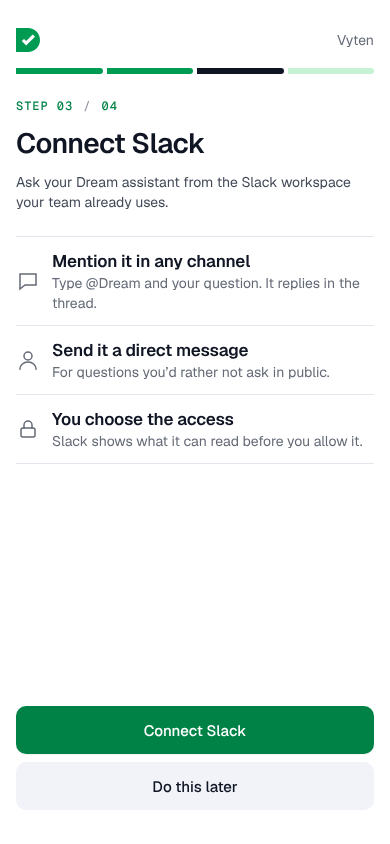 Vyten
STEP 03 / 04
Connect Slack
Ask your Dream assistant from the Slack workspace
your team already uses.
Mention it in any channel
Type @Dream and your question. It replies in the
thread.
Send it a direct message
For questions you’d rather not ask in public.
You choose the access
Slack shows what it can read before you allow it.
Connect Slack
Do this later